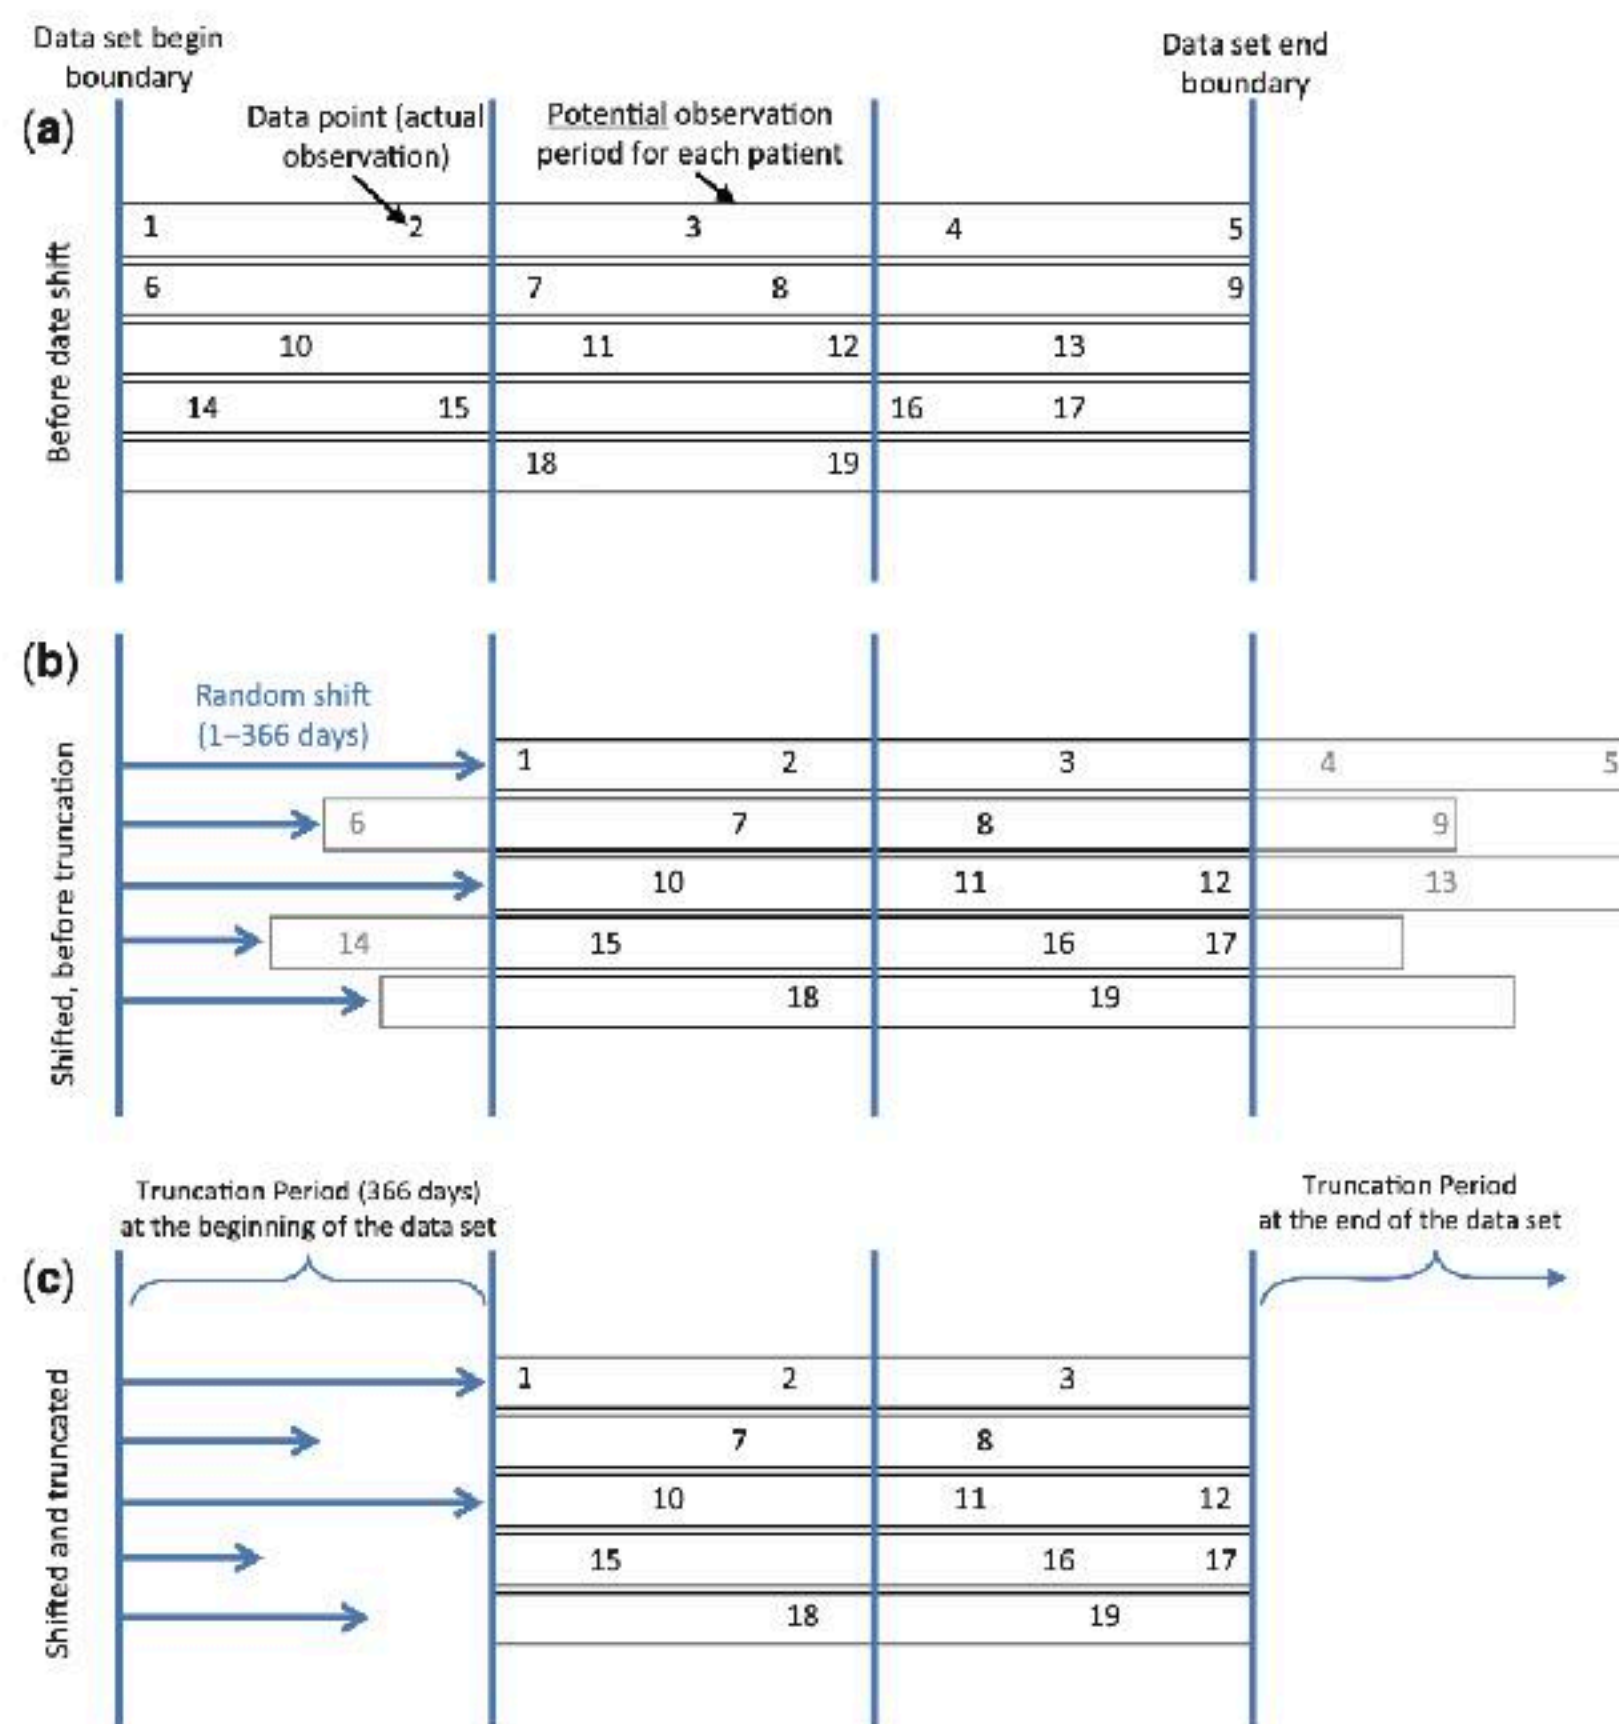 Data set begin
boundary
Data set end
boundary
(a)
Data point (actual
observation)
Potential observation
period for each patient
Before date shift
1 2 3 4 5
6 7 8 9
10 11 12 13
14 15 16 17
18 19
(b)
Random shift
(1–366 days)
Shifted, before truncation
1 2 3 4 5
6 7 8 9
10 11 12 13
14 15 16 17
18 19
Truncation Period (366 days)
at the beginning of the data set
Truncation Period
at the end of the data set
(c)
Shifted and truncated
1 2 3
7 8
10 11 12
15 16 17
18 19